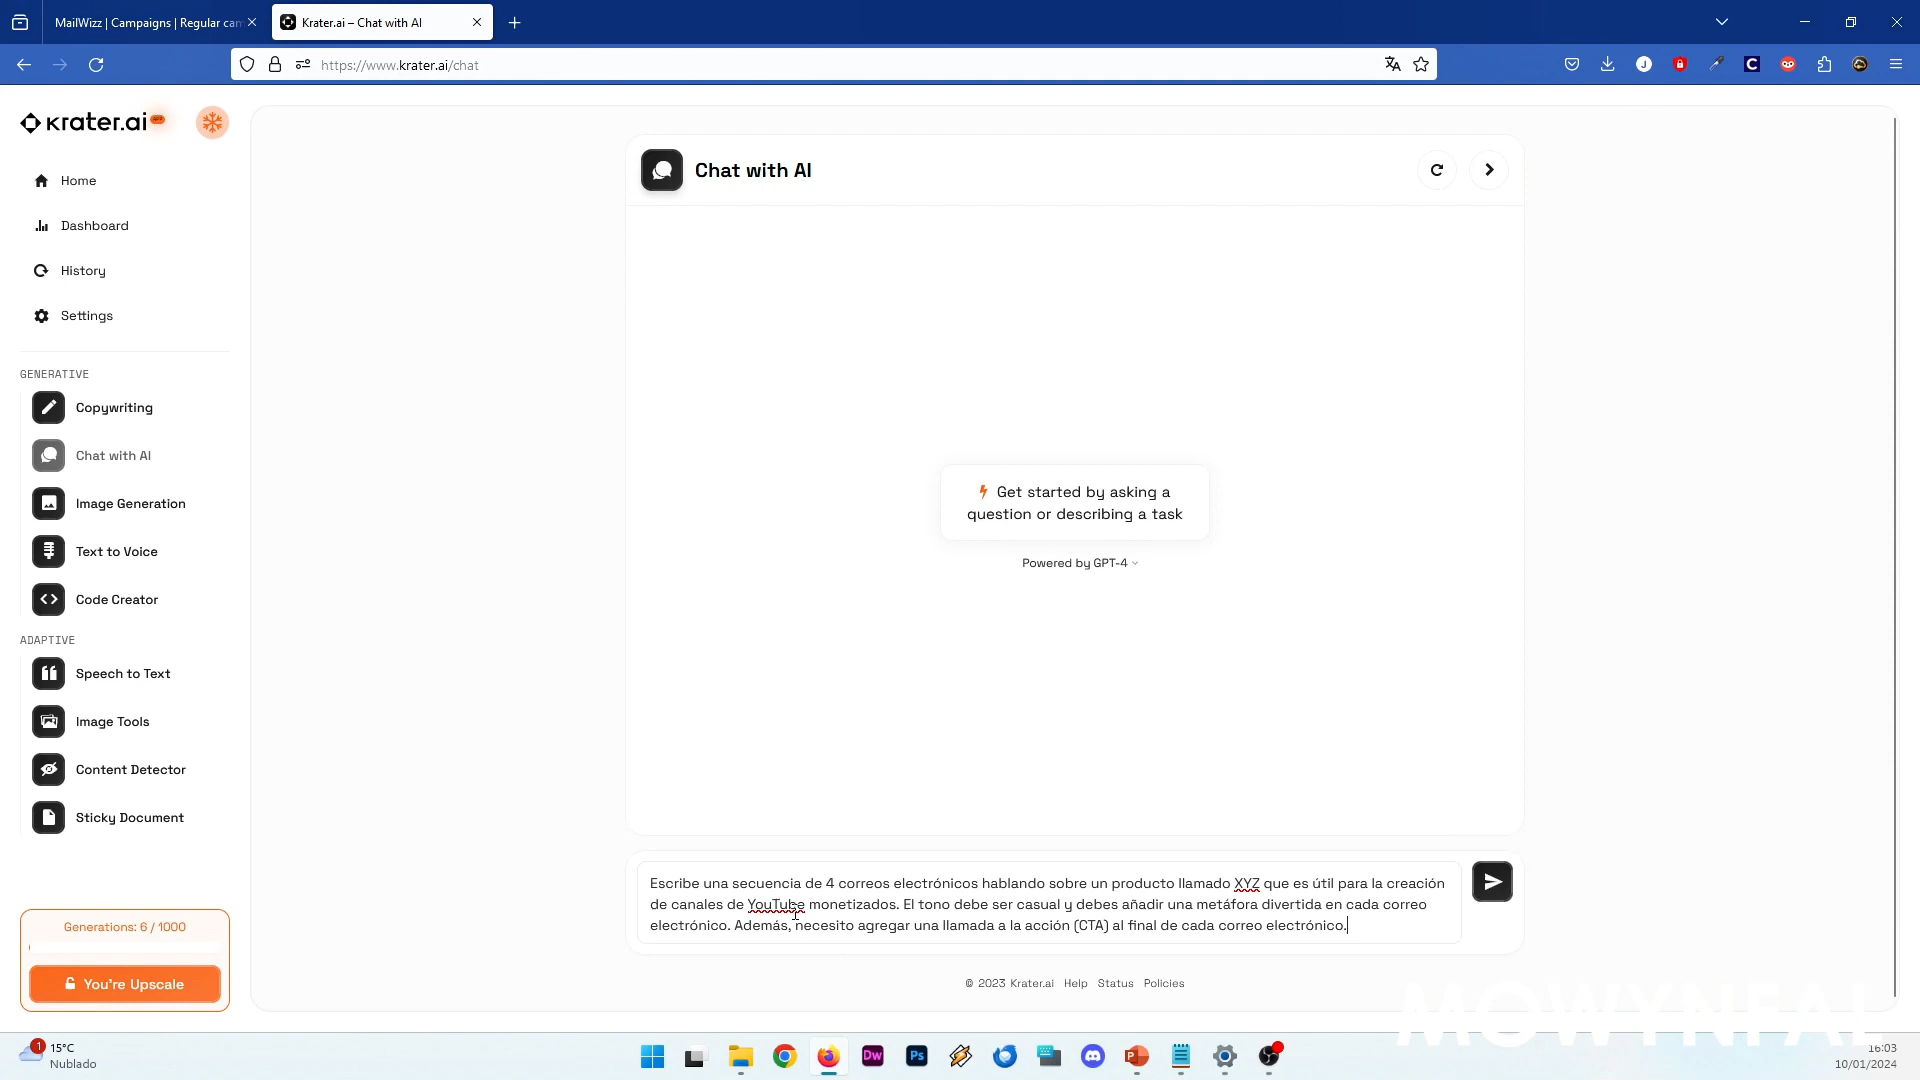 MailWizz | Campaigns | Regular cam
Krater.ai – Chat with AI
https://www.krater.ai/chat
krater.ai
Home
Dashboard
History
Settings
GENERATIVE
Copywriting
Chat with AI
Image Generation
Text to Voice
Code Creator
ADAPTIVE
Speech to Text
Image Tools
Content Detector
Sticky Document
Generations: 6 / 1000
You're Upscale
Chat with AI
Get started by asking a
question or describing a task
Powered by GPT-4
Escribe una secuencia de 4 correos electrónicos hablando sobre un producto llamado XYZ que es útil para la creación
de canales de YouTube monetizados. El tono debe ser casual y debes añadir una metáfora divertida en cada correo
electrónico. Además, necesito agregar una llamada a la acción (CTA) al final de cada correo electrónico.
© 2023 Krater.ai Help Status Policies
MOWYNFAL
1
15°C
Nublado
Dw
Ps
16:03
10/01/2024